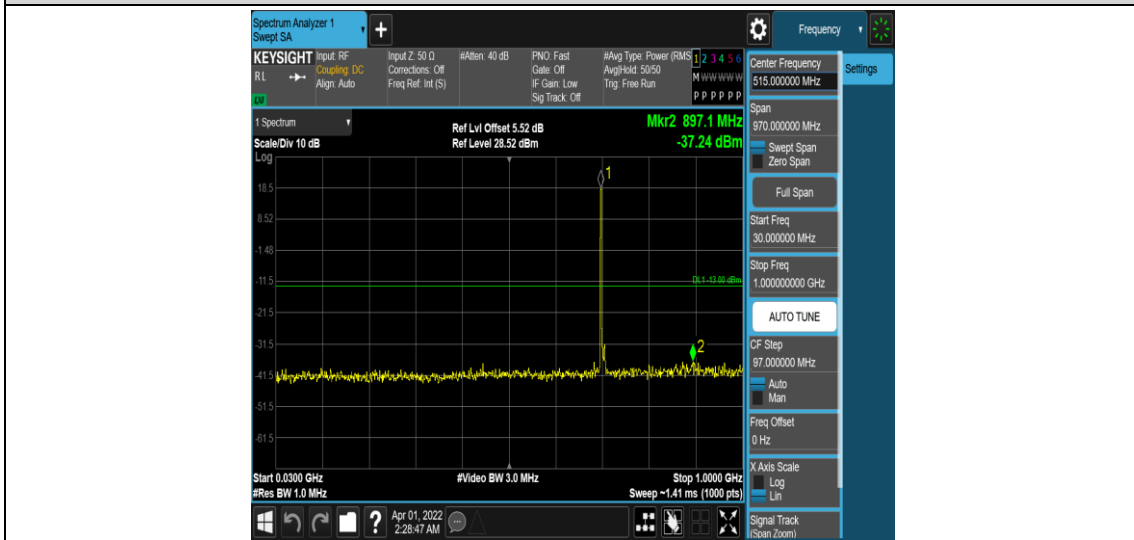 Spectrum Analyzer 1
Swept SA
+
Frequency
KEYSIGHT
RL
Input: RF
Coupling: DC
Align: Auto
Input Z: 50 Ω
Corrections: Off
Freq Ref: Int (S)
#Atten: 40 dB
PNO: Fast
Gate: Off
IF Gain: Low
Sig Track: Off
#Avg Type: Power (RMS
Avg|Hold: 50/50
Trig: Free Run
1 2 3 4 5 6
M W W W W W
P P P P P P
1 Spectrum
Scale/Div 10 dB
Log
Ref Lvl Offset 5.52 dB
Ref Level 28.52 dBm
Mkr2 897.1 MHz
-37.24 dBm
1
18.5
8.52
-1.48
-11.5
DL1 -13.00 dBm
-21.5
-31.5
2
-41.5
-51.5
-61.5
Start 0.0300 GHz
#Res BW 1.0 MHz
#Video BW 3.0 MHz
Stop 1.0000 GHz
Sweep ~1.41 ms (1000 pts)
?
Apr 01, 2022
2:28:47 AM
Center Frequency
515.000000 MHz
Settings
Span
970.000000 MHz
Swept Span
Zero Span
Full Span
Start Freq
30.000000 MHz
Stop Freq
1.000000000 GHz
AUTO TUNE
CF Step
97.000000 MHz
Auto
Man
Freq Offset
0 Hz
X Axis Scale
Log
Lin
Signal Track
(Span Zoom)